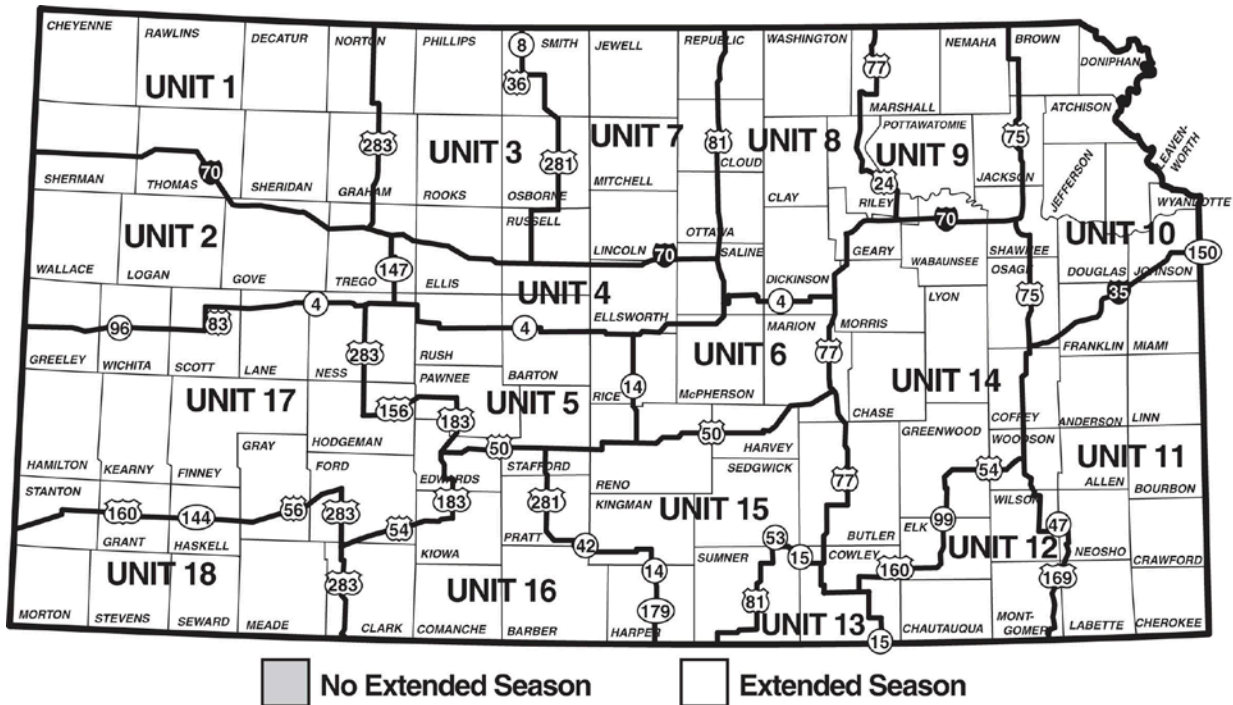 CHEYENNE RAWLINS DECATUR NORTON PHILLIPS 8 SMITH JEWELL REPUBLIC WASHINGTON NEMAHA BROWN
DONIPHAN
36 77
UNIT 1 MARSHALL ATCHISON
283 UNIT 3 UNIT 7 81 UNIT 8 POTTAWATOMIE 75 LEAVEN-
WORTH
281 CLOUD UNIT 9
70 MITCHELL 24 JACKSON JEFFERSON
SHERMAN THOMAS SHERIDAN GRAHAM ROOKS OSBORNE CLAY RILEY WYANDOTTE
RUSSELL 70
UNIT 2 OTTAWA UNIT 10
LINCOLN 70 SALINE GEARY SHAWNEE 150
WALLACE LOGAN GOVE TREGO 147 ELLIS DICKINSON WABAUNSEE OSAGE DOUGLAS JOHNSON
UNIT 4 75 35
4 4 LYON
83 ELLSWORTH
96 4 MARION MORRIS
GREELEY WICHITA SCOTT LANE NESS 283 RUSH BARTON UNIT 6 77 FRANKLIN MIAMI
PAWNEE 14 UNIT 14
UNIT 17 156 UNIT 5 RICE McPHERSON
183 CHASE COFFEY ANDERSON LINN
50 50 GREENWOOD
GRAY HODGEMAN HARVEY WOODSON
HAMILTON KEARNY FINNEY FORD EDWARDS STAFFORD SEDGWICK 54 UNIT 11
STANTON RENO 77 ALLEN
56 283 183 281 KINGMAN WILSON BOURBON
160 144 54 UNIT 15 99 47
GRANT HASKELL KIOWA PRATT 42 53 BUTLER ELK UNIT 12 NEOSHO
UNIT 18 SUMNER 15 COWLEY CRAWFORD
283 UNIT 16 14 160 169
81
MORTON STEVENS SEWARD MEADE CLARK COMANCHE BARBER HARPER 179 UNIT 13 CHAUTAUQUA MONT-
GOMERY LABETTE CHEROKEE
15
No Extended Season Extended Season